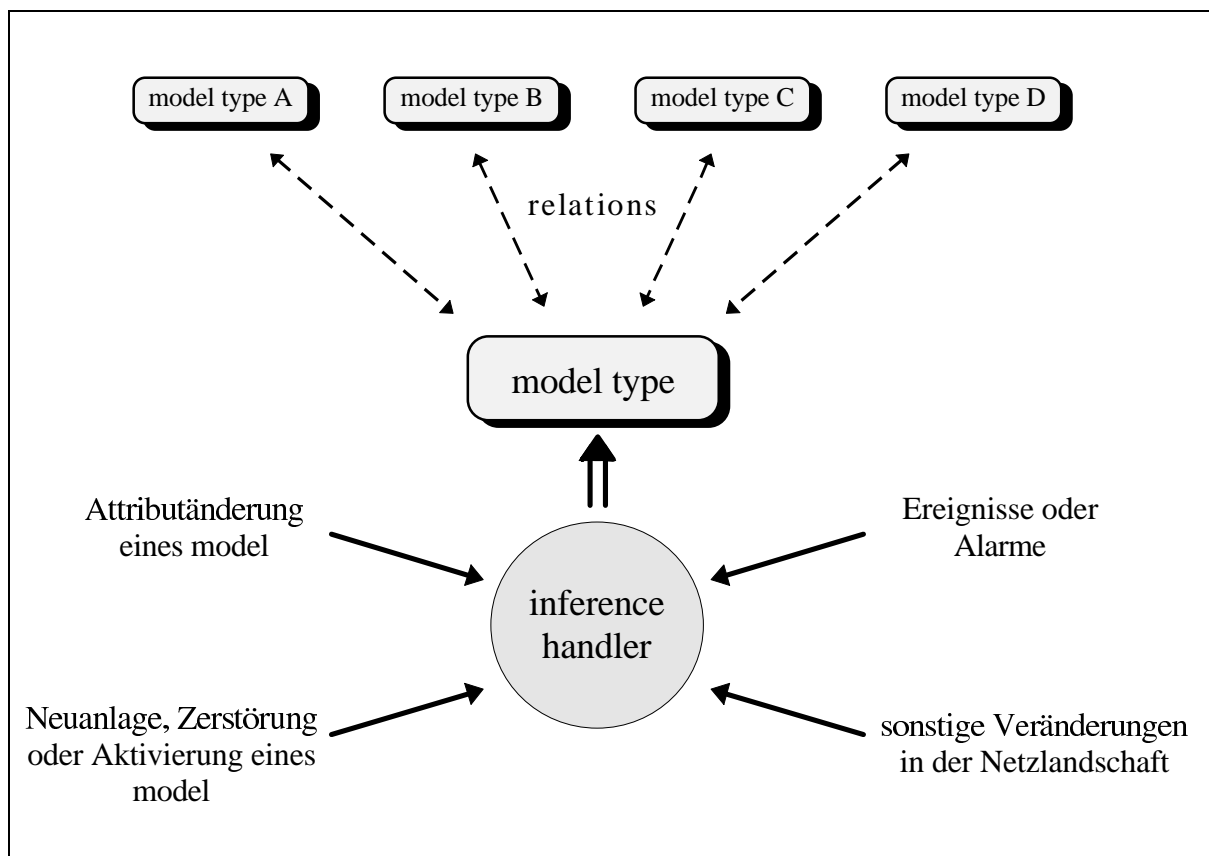 model type A
model type B
model type C
model type D
relations
model type
Attributänderung
eines model
Ereignisse oder
Alarme
inference
handler
Neuanlage, Zerstörung
oder Aktivierung eines
model
sonstige Veränderungen
in der Netzlandschaft